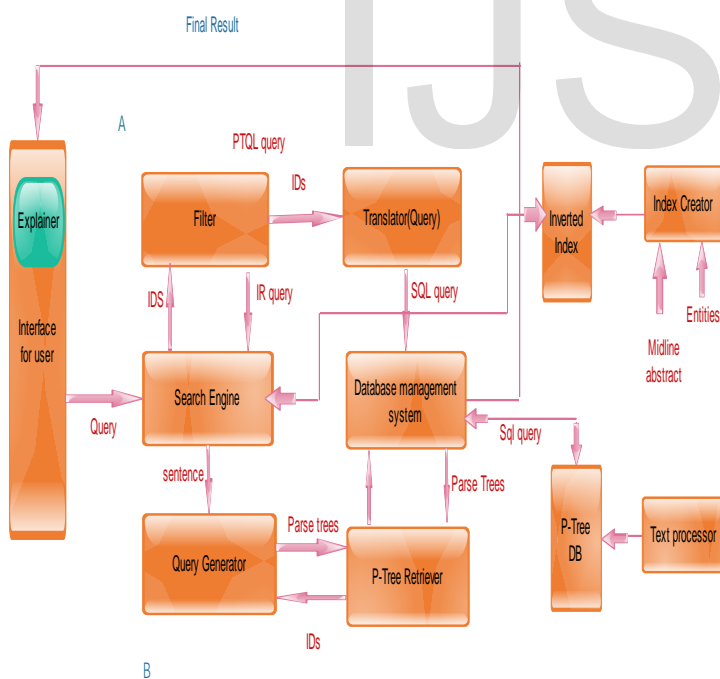 IJS
Final Result
A
PTQL query
IDs
Filter
Translator(Query)
Inverted
Index
Index Creator
Explainer
IDS
IR query
SQL query
Entities
Midline
abstract
Interface
for user
Search Engine
Database management
system
Query
Sql query
sentence
Parse Trees
Parse trees
Query Generator
P-Tree Retriever
P-Tree
DB
Text processor
IDs
B